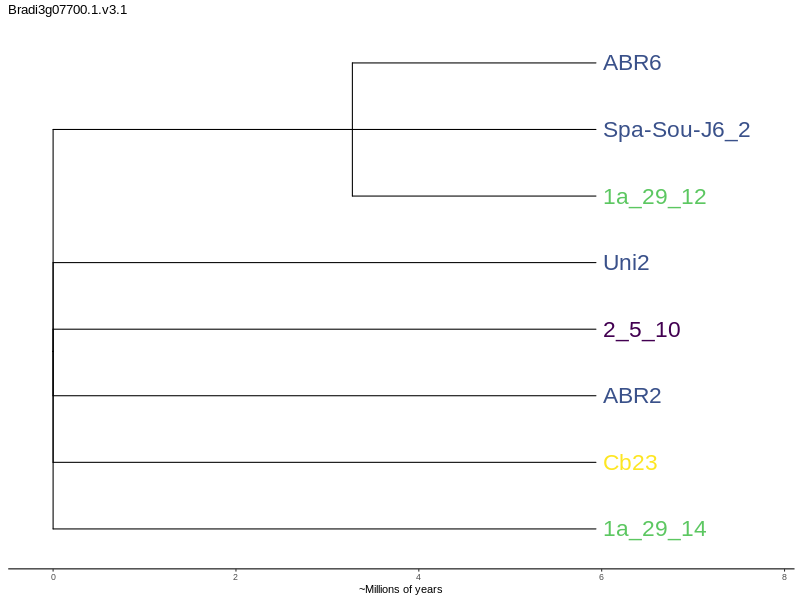 Bradi3g07700.1.v3.1
ABR6
Spa-Sou-J6_2
1a_29_12
Uni2
2_5_10
ABR2
Cb23
1a_29_14
0 2 4 6 8
~Millions of years